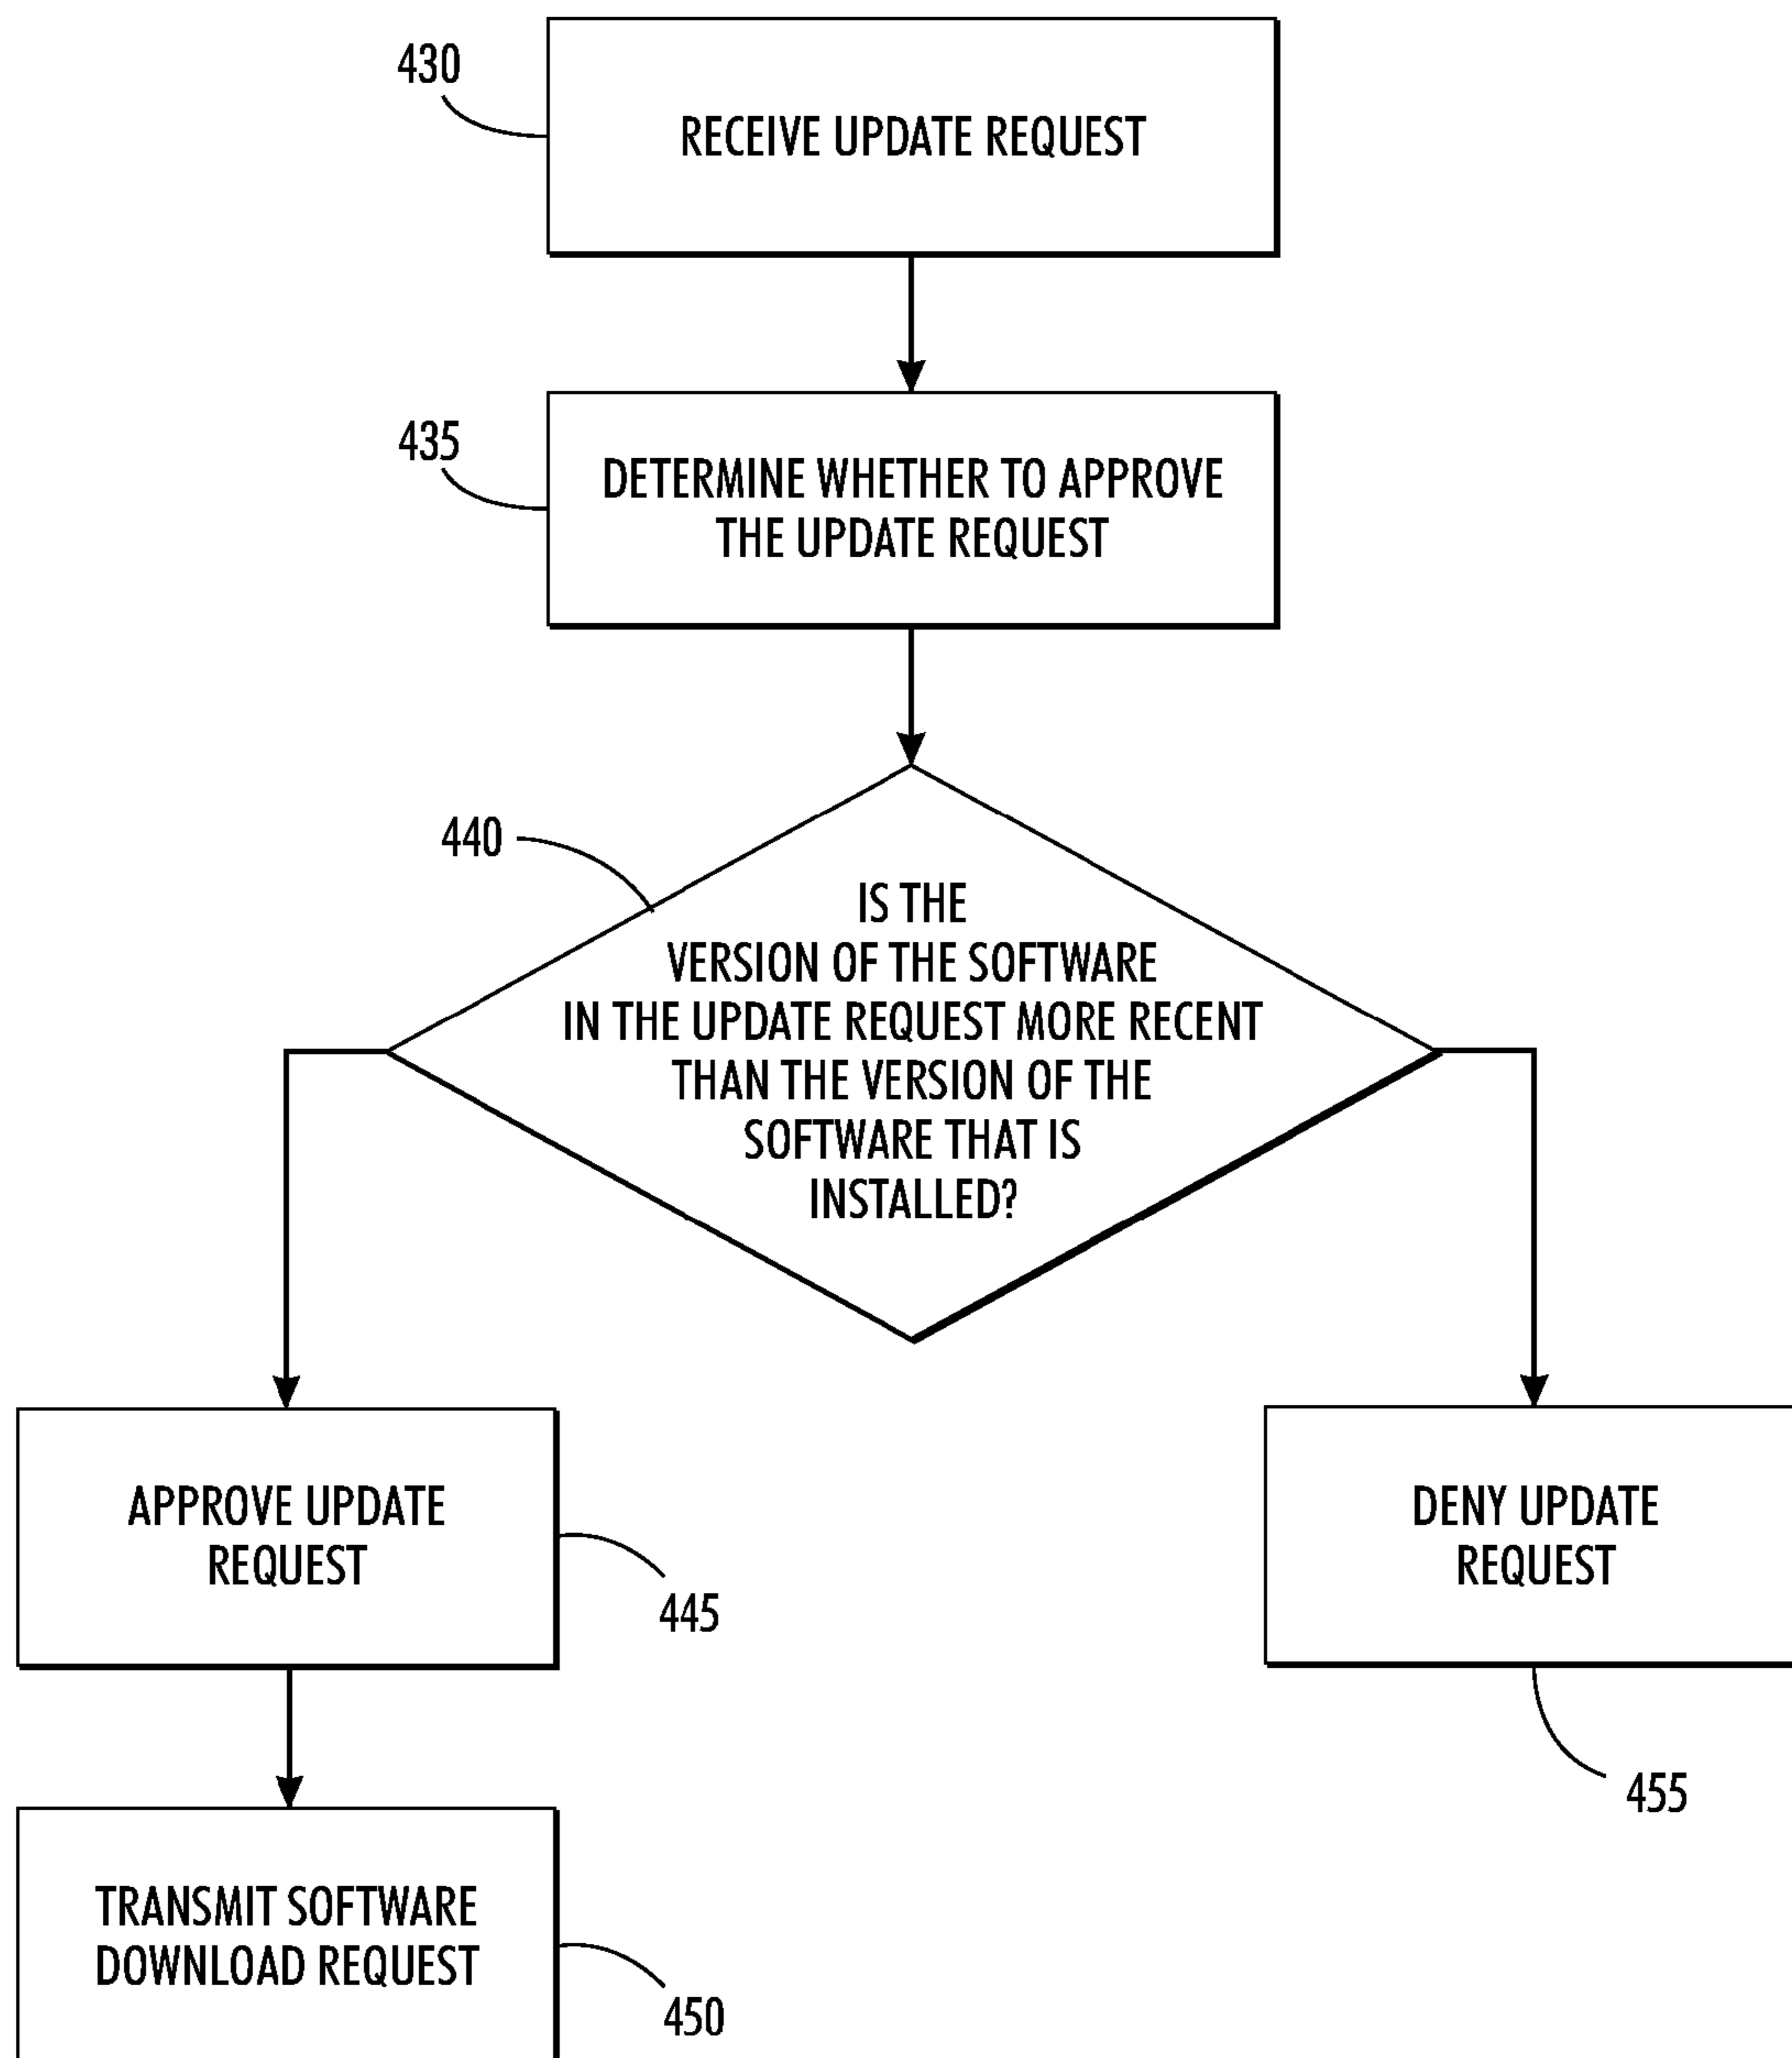 430
RECEIVE UPDATE REQUEST
435
DETERMINE WHETHER TO APPROVE
THE UPDATE REQUEST
440
IS THE
VERSION OF THE SOFTWARE
IN THE UPDATE REQUEST MORE RECENT
THAN THE VERSION OF THE
SOFTWARE THAT IS
INSTALLED?
APPROVE UPDATE
REQUEST
445
DENY UPDATE
REQUEST
455
TRANSMIT SOFTWARE
DOWNLOAD REQUEST
450